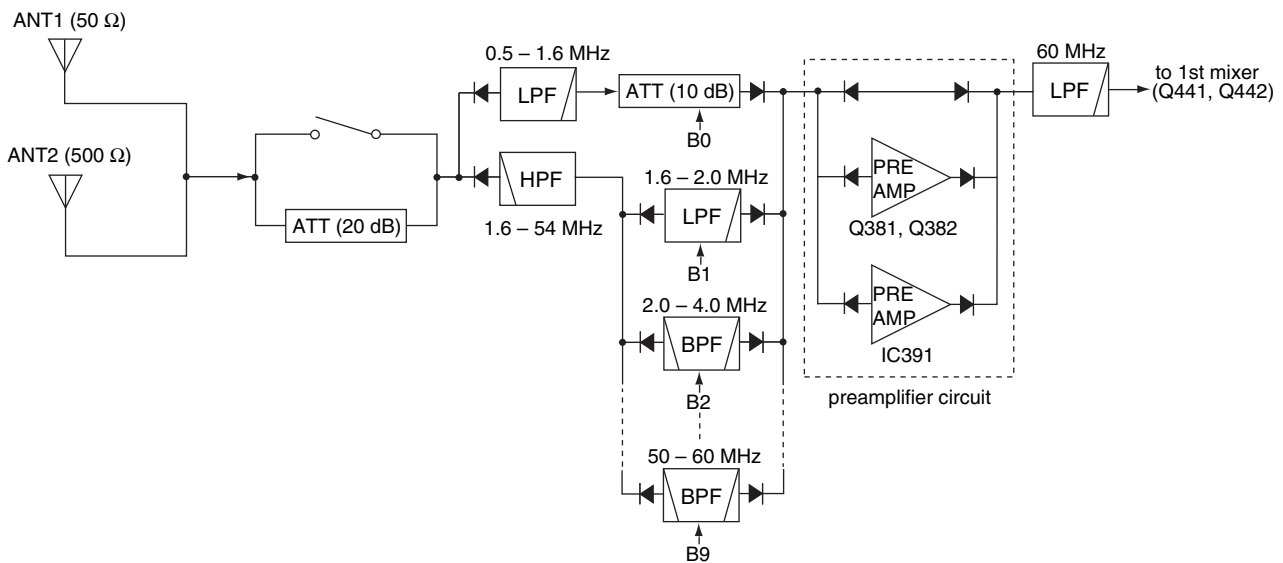 ANT1 (50 Ω)
ANT2 (500 Ω)
ATT (20 dB)
0.5 – 1.6 MHz
LPF
ATT (10 dB)
B0
HPF
1.6 – 54 MHz
1.6 – 2.0 MHz
LPF
B1
2.0 – 4.0 MHz
BPF
B2
50 – 60 MHz
BPF
B9
PRE
AMP
Q381, Q382
PRE
AMP
IC391
preamplifier circuit
60 MHz
LPF
to 1st mixer
(Q441, Q442)